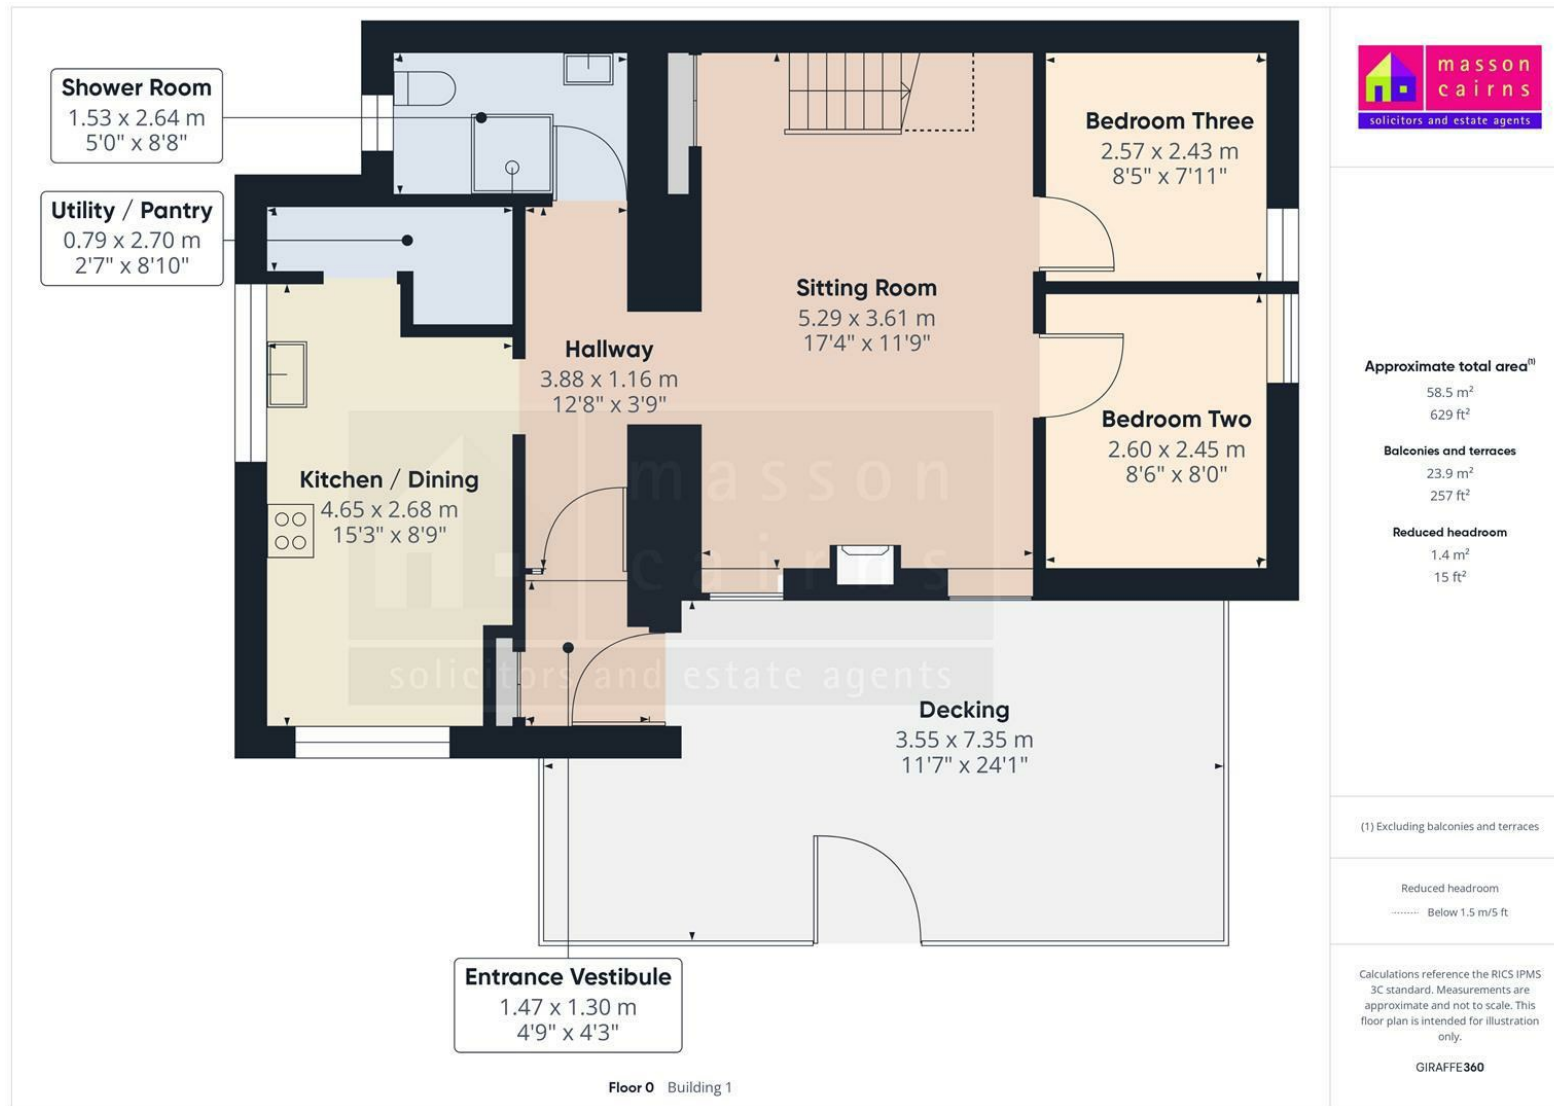 Shower Room
1.53 x 2.64 m
5'0" x 8'8"
Utility / Pantry
0.79 x 2.70 m
2'7" x 8'10"
Bedroom Three
2.57 x 2.43 m
8'5" x 7'11"
Sitting Room
5.29 x 3.61 m
17'4" x 11'9"
Hallway
3.88 x 1.16 m
12'8" x 3'9"
Bedroom Two
2.60 x 2.45 m
8'6" x 8'0"
Kitchen / Dining
4.65 x 2.68 m
15'3" x 8'9"
masson
cairns
solicitors and estate agents
Decking
3.55 x 7.35 m
11'7" x 24'1"
Entrance Vestibule
1.47 x 1.30 m
4'9" x 4'3"
Floor 0 Building 1
masson
cairns
solicitors and estate agents
Approximate total area⁽¹⁾
58.5 m²
629 ft²
Balconies and terraces
23.9 m²
257 ft²
Reduced headroom
1.4 m²
15 ft²
(1) Excluding balconies and terraces
Reduced headroom
Below 1.5 m/5 ft
Calculations reference the RICS IPMS
3C standard. Measurements are
approximate and not to scale. This
floor plan is intended for illustration
only.
GIRAFFE360